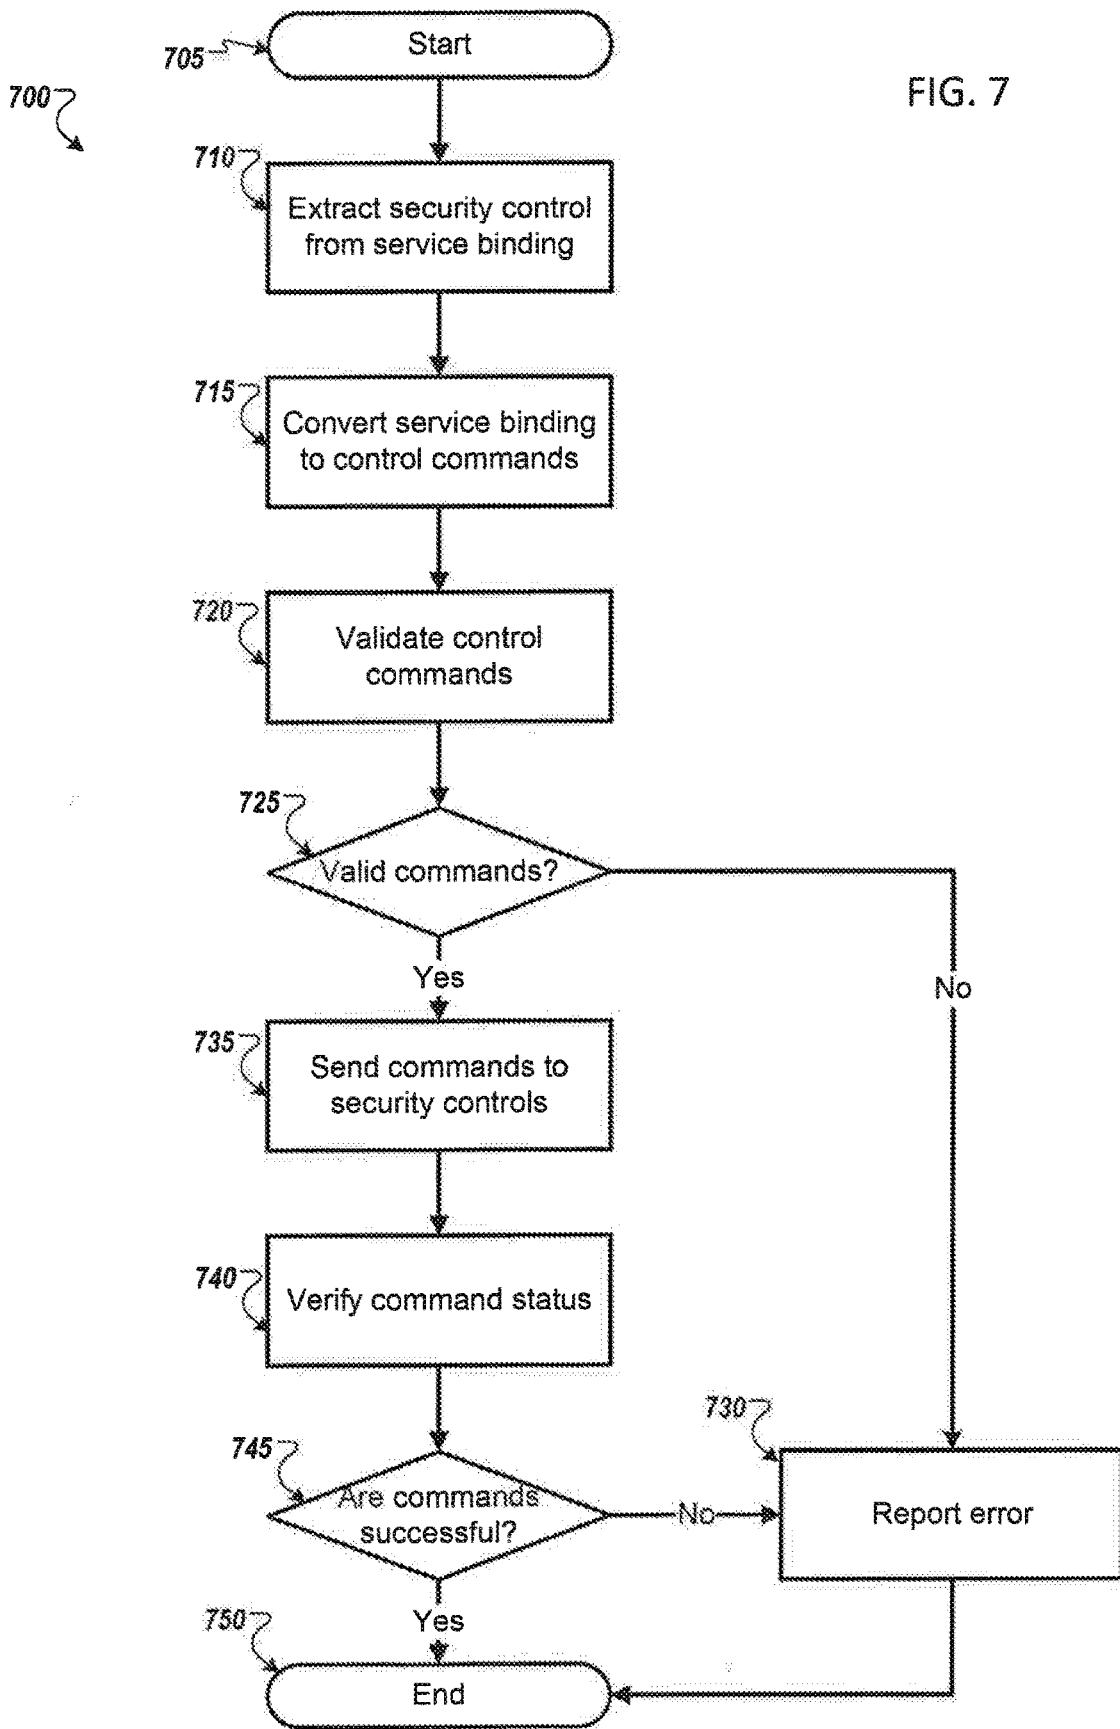 705
Start
700
FIG. 7
710
Extract security control
from service binding
715
Convert service binding
to control commands
720
Validate control
commands
725
Valid commands?
Yes
No
735
Send commands to
security controls
740
Verify command status
730
745
Are commands
successful?
No
Report error
Yes
750
End